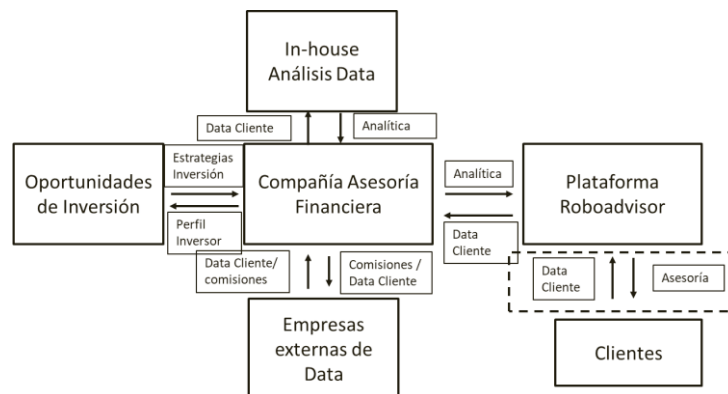 In-house
Análisis Data
Data Cliente
Analítica
Oportunidades
de Inversión
Estrategias
Inversión
Perfil
Inversor
Compañía Asesoría
Financiera
Analítica
Data
Cliente
Plataforma
Roboadvisor
Data Cliente/
comisiones
Comisiones /
Data Cliente
Data
Cliente
Asesoría
Empresas
externas de
Data
Clientes